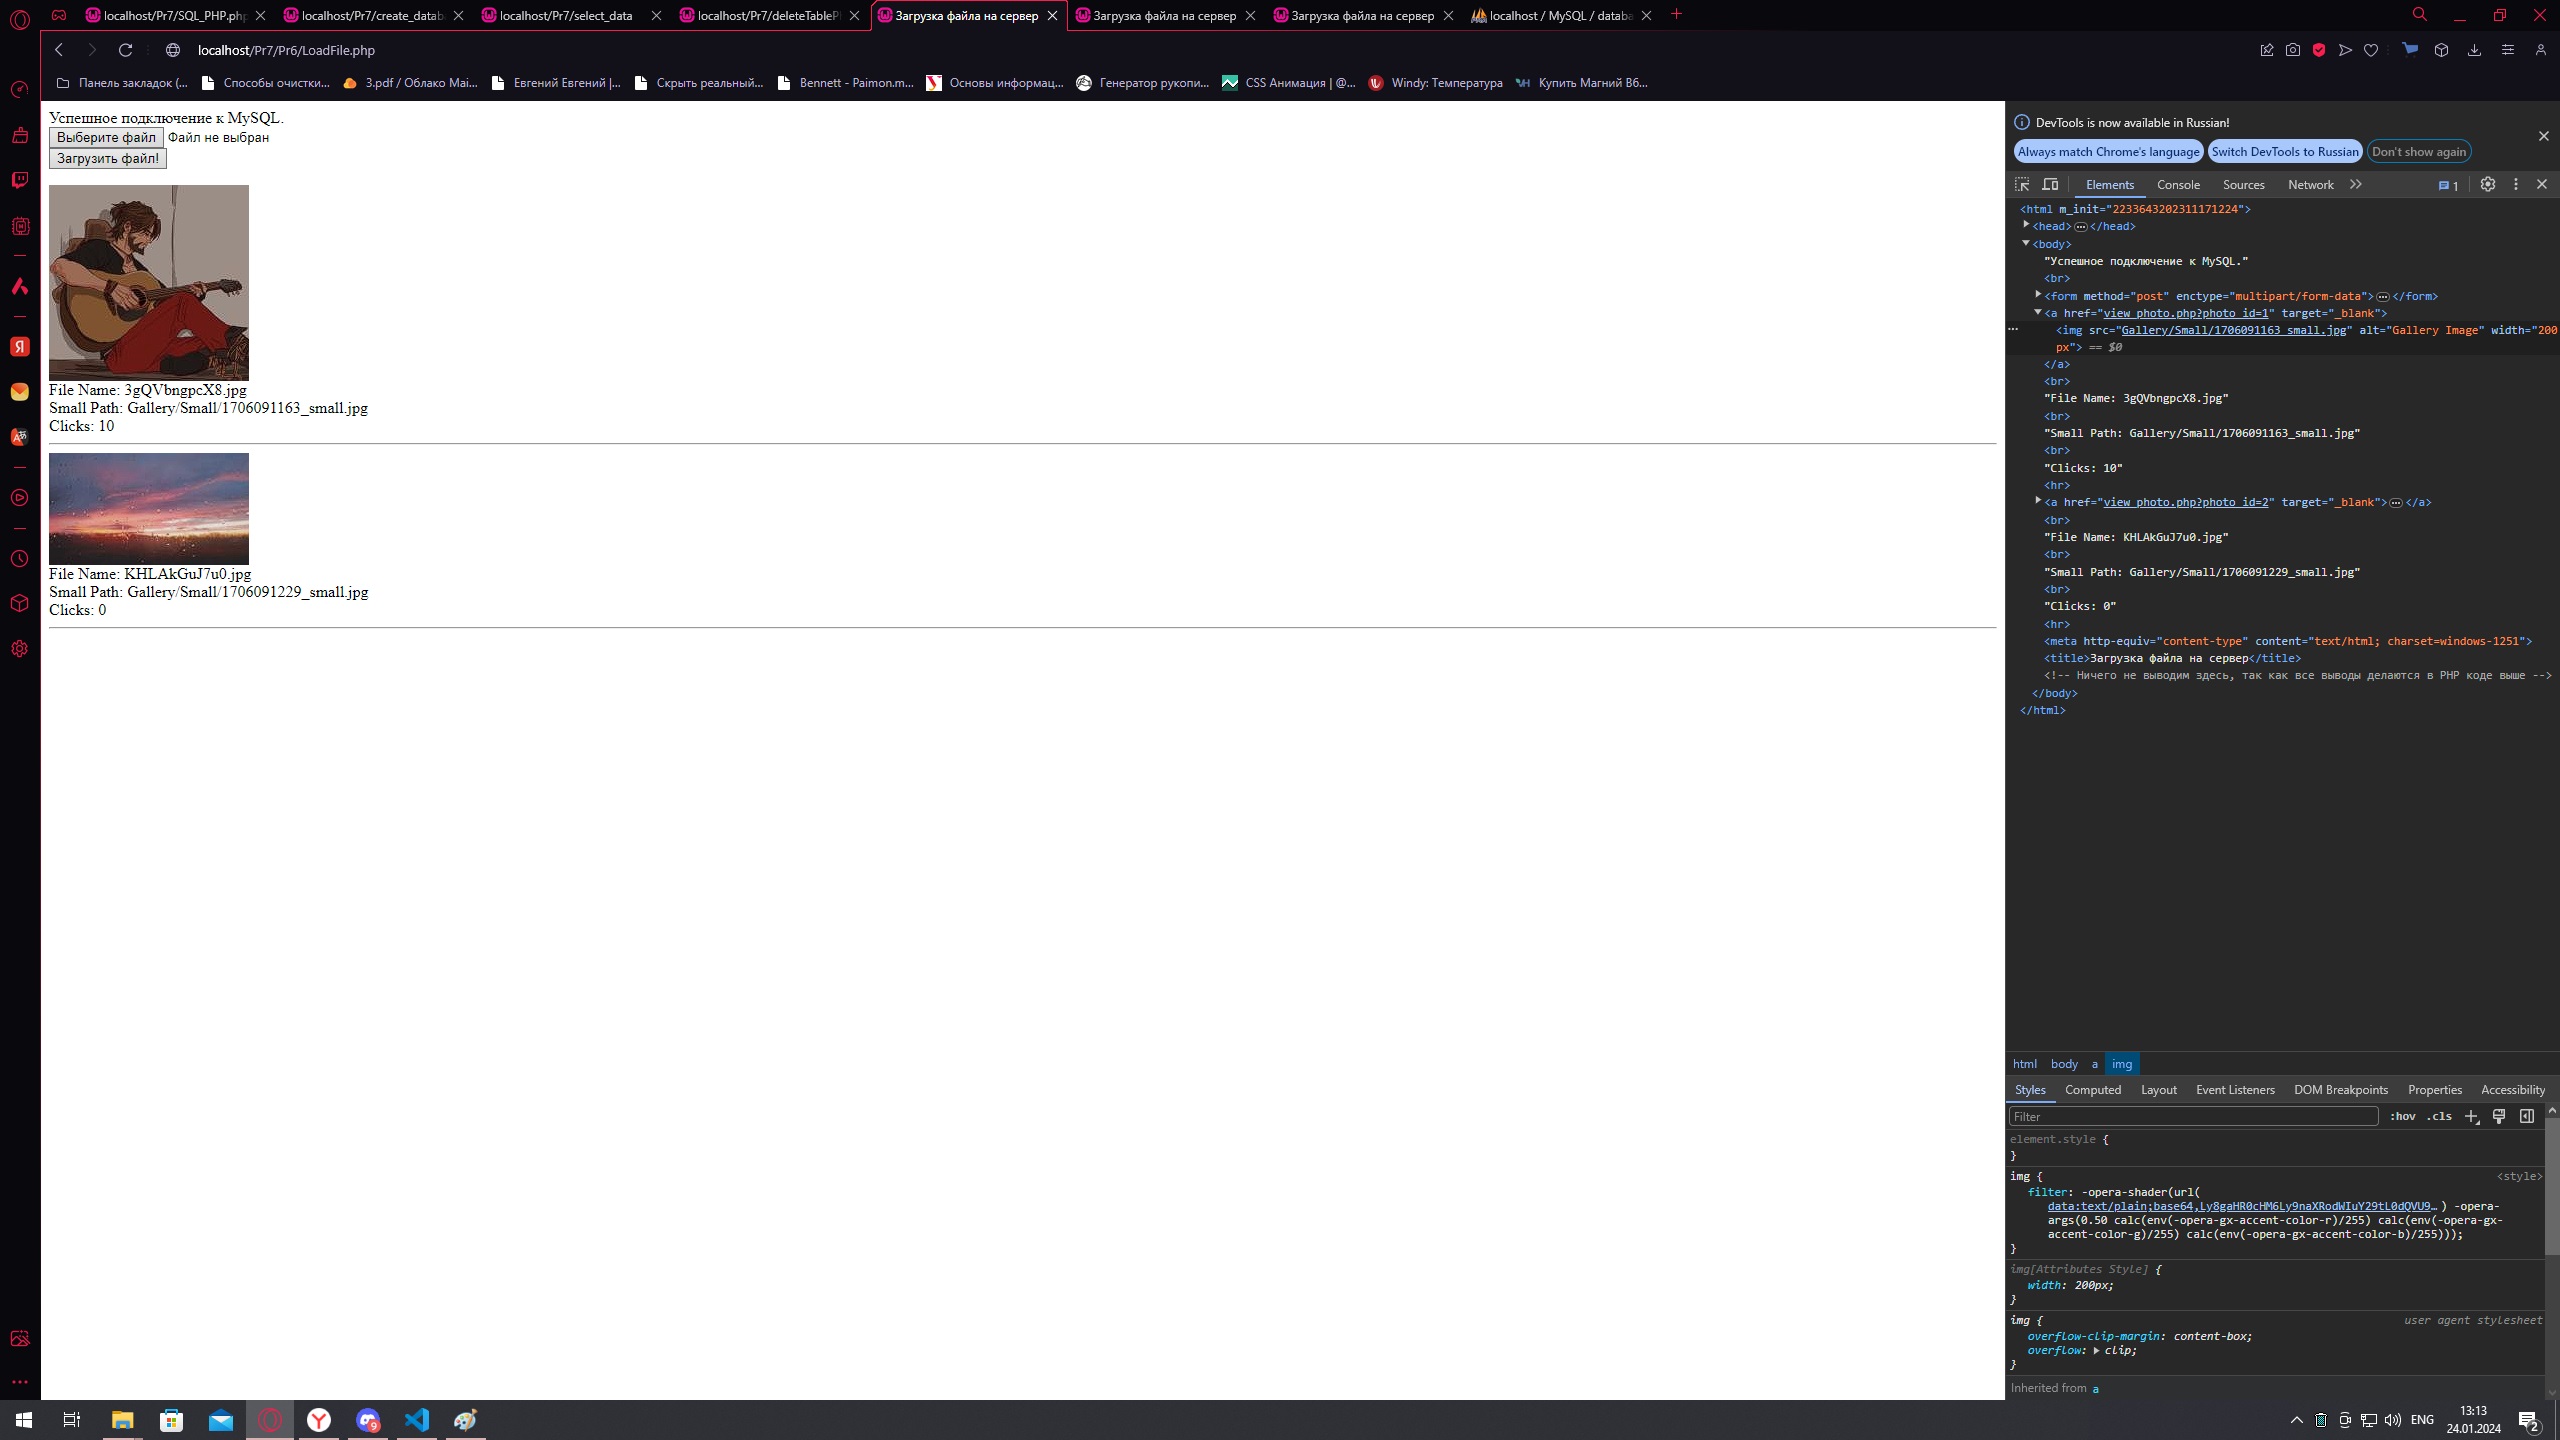 localhost/Pr7/SQL_PHP.php
localhost/Pr7/create_datab
localhost/Pr7/select_data
localhost/Pr7/deleteTableP
Загрузка файла на сервер
Загрузка файла на сервер
Загрузка файла на сервер
localhost / MySQL / databa
localhost/Pr7/Pr6/LoadFile.php
Панель закладок (...
Способы очистки...
3.pdf / Облако Mai...
Евгений Евгений |...
Скрыть реальный...
Bennett - Paimon.m...
Основы информац...
Генератор рукопи...
CSS Анимация | @...
Windy: Температура
Купить Магний В6...
Успешное подключение к MySQL.
Выберите файл Файл не выбран
Загрузить файл!
File Name: 3gQVbngpcX8.jpg
Small Path: Gallery/Small/1706091163_small.jpg
Clicks: 10
File Name: KHLAkGuJ7u0.jpg
Small Path: Gallery/Small/1706091229_small.jpg
Clicks: 0
DevTools is now available in Russian!
Always match Chrome's language Switch DevTools to Russian Don't show again
Elements Console Sources Network 1
<html m_init="2233643202311171224">
<head>…</head>
<body>
"Успешное подключение к MySQL."
<br>
<form method="post" enctype="multipart/form-data">…</form>
<a href="view_photo.php?photo_id=1" target="_blank">
<img src="Gallery/Small/1706091163_small.jpg" alt="Gallery Image" width="200
px"> == $0
</a>
<br>
"File Name: 3gQVbngpcX8.jpg"
<br>
"Small Path: Gallery/Small/1706091163_small.jpg"
<br>
"Clicks: 10"
<hr>
<a href="view_photo.php?photo_id=2" target="_blank">…</a>
<br>
"File Name: KHLAkGuJ7u0.jpg"
<br>
"Small Path: Gallery/Small/1706091229_small.jpg"
<br>
"Clicks: 0"
<hr>
<meta http-equiv="content-type" content="text/html; charset=windows-1251">
<title>Загрузка файла на сервер</title>
<!-- Ничего не выводим здесь, так как все выводы делаются в PHP коде выше -->
</body>
</html>
html body a img
Styles Computed Layout Event Listeners DOM Breakpoints Properties Accessibility
Filter :hov .cls
element.style {
}
img { <style>
filter: -opera-shader(url(
data:text/plain;base64,Ly8gaHR0cHM6Ly9naXRodWIuY29tL0dQVU9… ) -opera-
args(0.50 calc(env(-opera-gx-accent-color-r)/255) calc(env(-opera-gx-
accent-color-g)/255) calc(env(-opera-gx-accent-color-b)/255)));
}
img[Attributes Style] {
width: 200px;
}
img { user agent stylesheet
overflow-clip-margin: content-box;
overflow: clip;
}
Inherited from a
9
ENG
13:13
24.01.2024
2